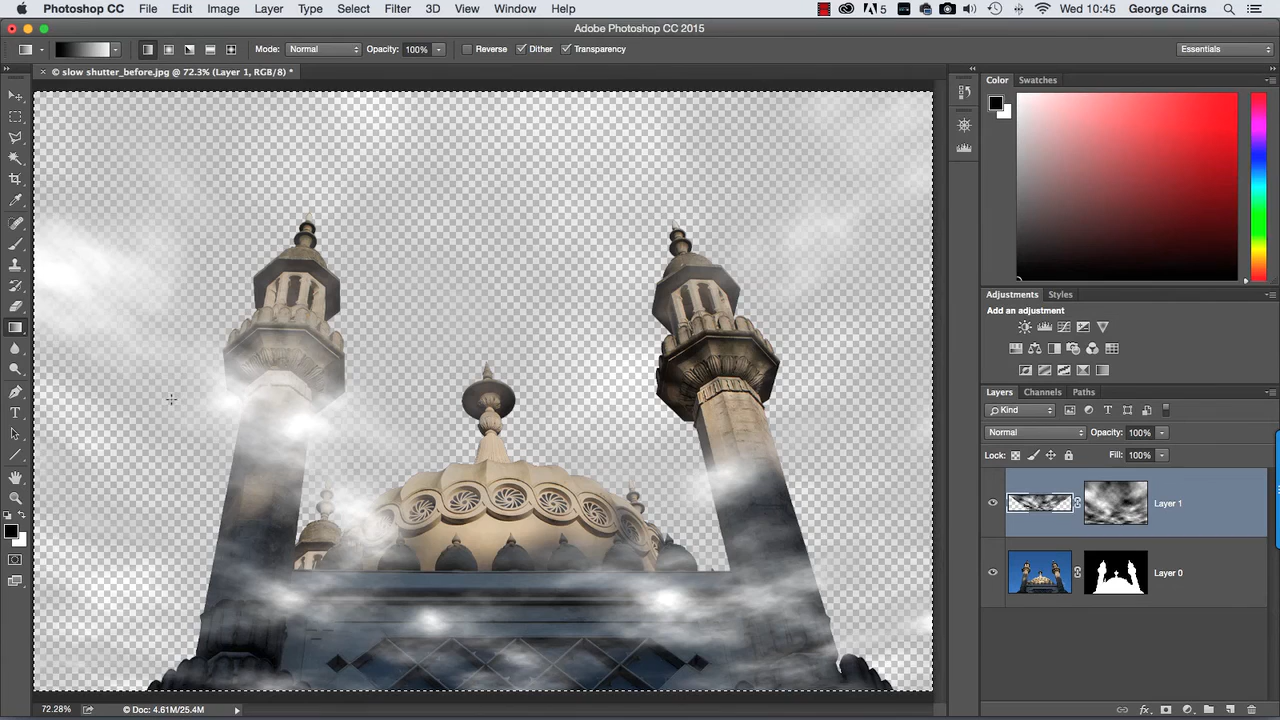 Photoshop CC File Edit Image Layer Type Select Filter 3D View Window Help 5 Wed 10:45 George Cairns
Adobe Photoshop CC 2015
Mode: Normal Opacity: 100% Reverse Dither Transparency Essentials
× © slow shutter_before.jpg @ 72.3% (Layer 1, RGB/8) *
Color Swatches
Adjustments Styles
Add an adjustment
Layers Channels Paths
Kind
Normal Opacity: 100%
Lock: Fill: 100%
Layer 1
Layer 0
72.28% © Doc: 4.61M/25.4M